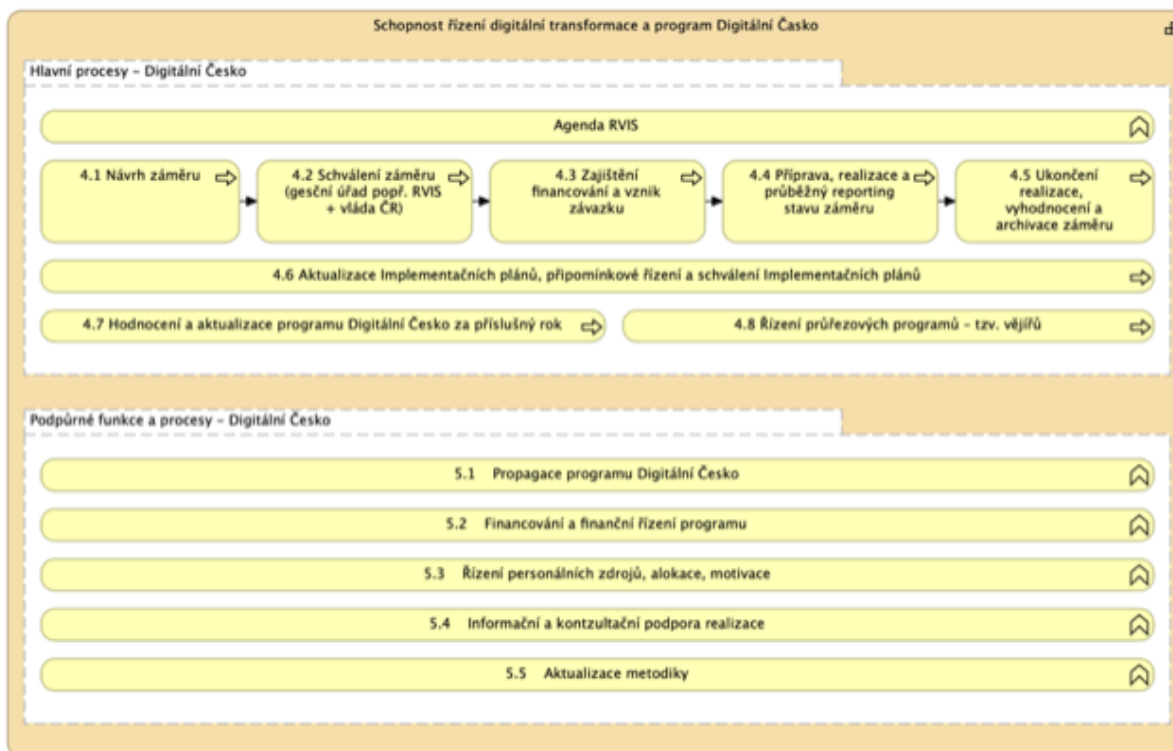 Schopnost řízení digitální transformace a program Digitální Časko
Hlavní procesy – Digitální Česko
Agenda RVIS
4.1 Návrh záměru
4.2 Schválení záměru
(gesční úřad popř. RVIS
+ vláda ČR)
4.3 Zajištění
financování a vznik
závazku
4.4 Příprava, realizace a
průběžný reporting
stavu záměru
4.5 Ukončení
realizace,
vyhodnocení a
archivace záměru
4.6 Aktualizace Implementačních plánů, připomínkové řízení a schválení Implementačních plánů
4.7 Hodnocení a aktualizace programu Digitální Česko za příslušný rok
4.8 Řízení průřezových programů – tzv. vějířů
Podpůrné funkce a procesy – Digitální Česko
5.1 Propagace programu Digitální Česko
5.2 Financování a finanční řízení programu
5.3 Řízení personálních zdrojů, alokace, motivace
5.4 Informační a kontzultační podpora realizace
5.5 Aktualizace metodiky